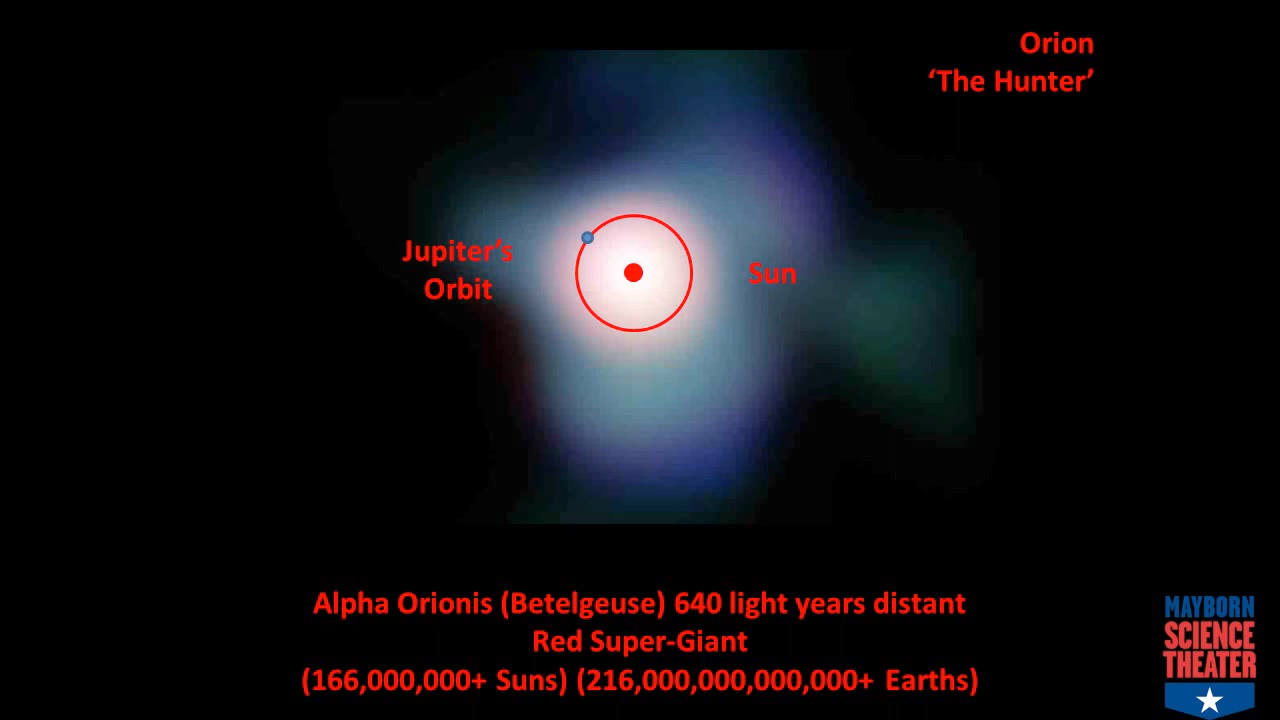 Orion
‘The Hunter’
Jupiter’s
Orbit
Sun
Alpha Orionis (Betelgeuse) 640 light years distant
Red Super-Giant
(166,000,000+ Suns) (216,000,000,000,000+ Earths)
MAYBORN
SCIENCE
THEATER